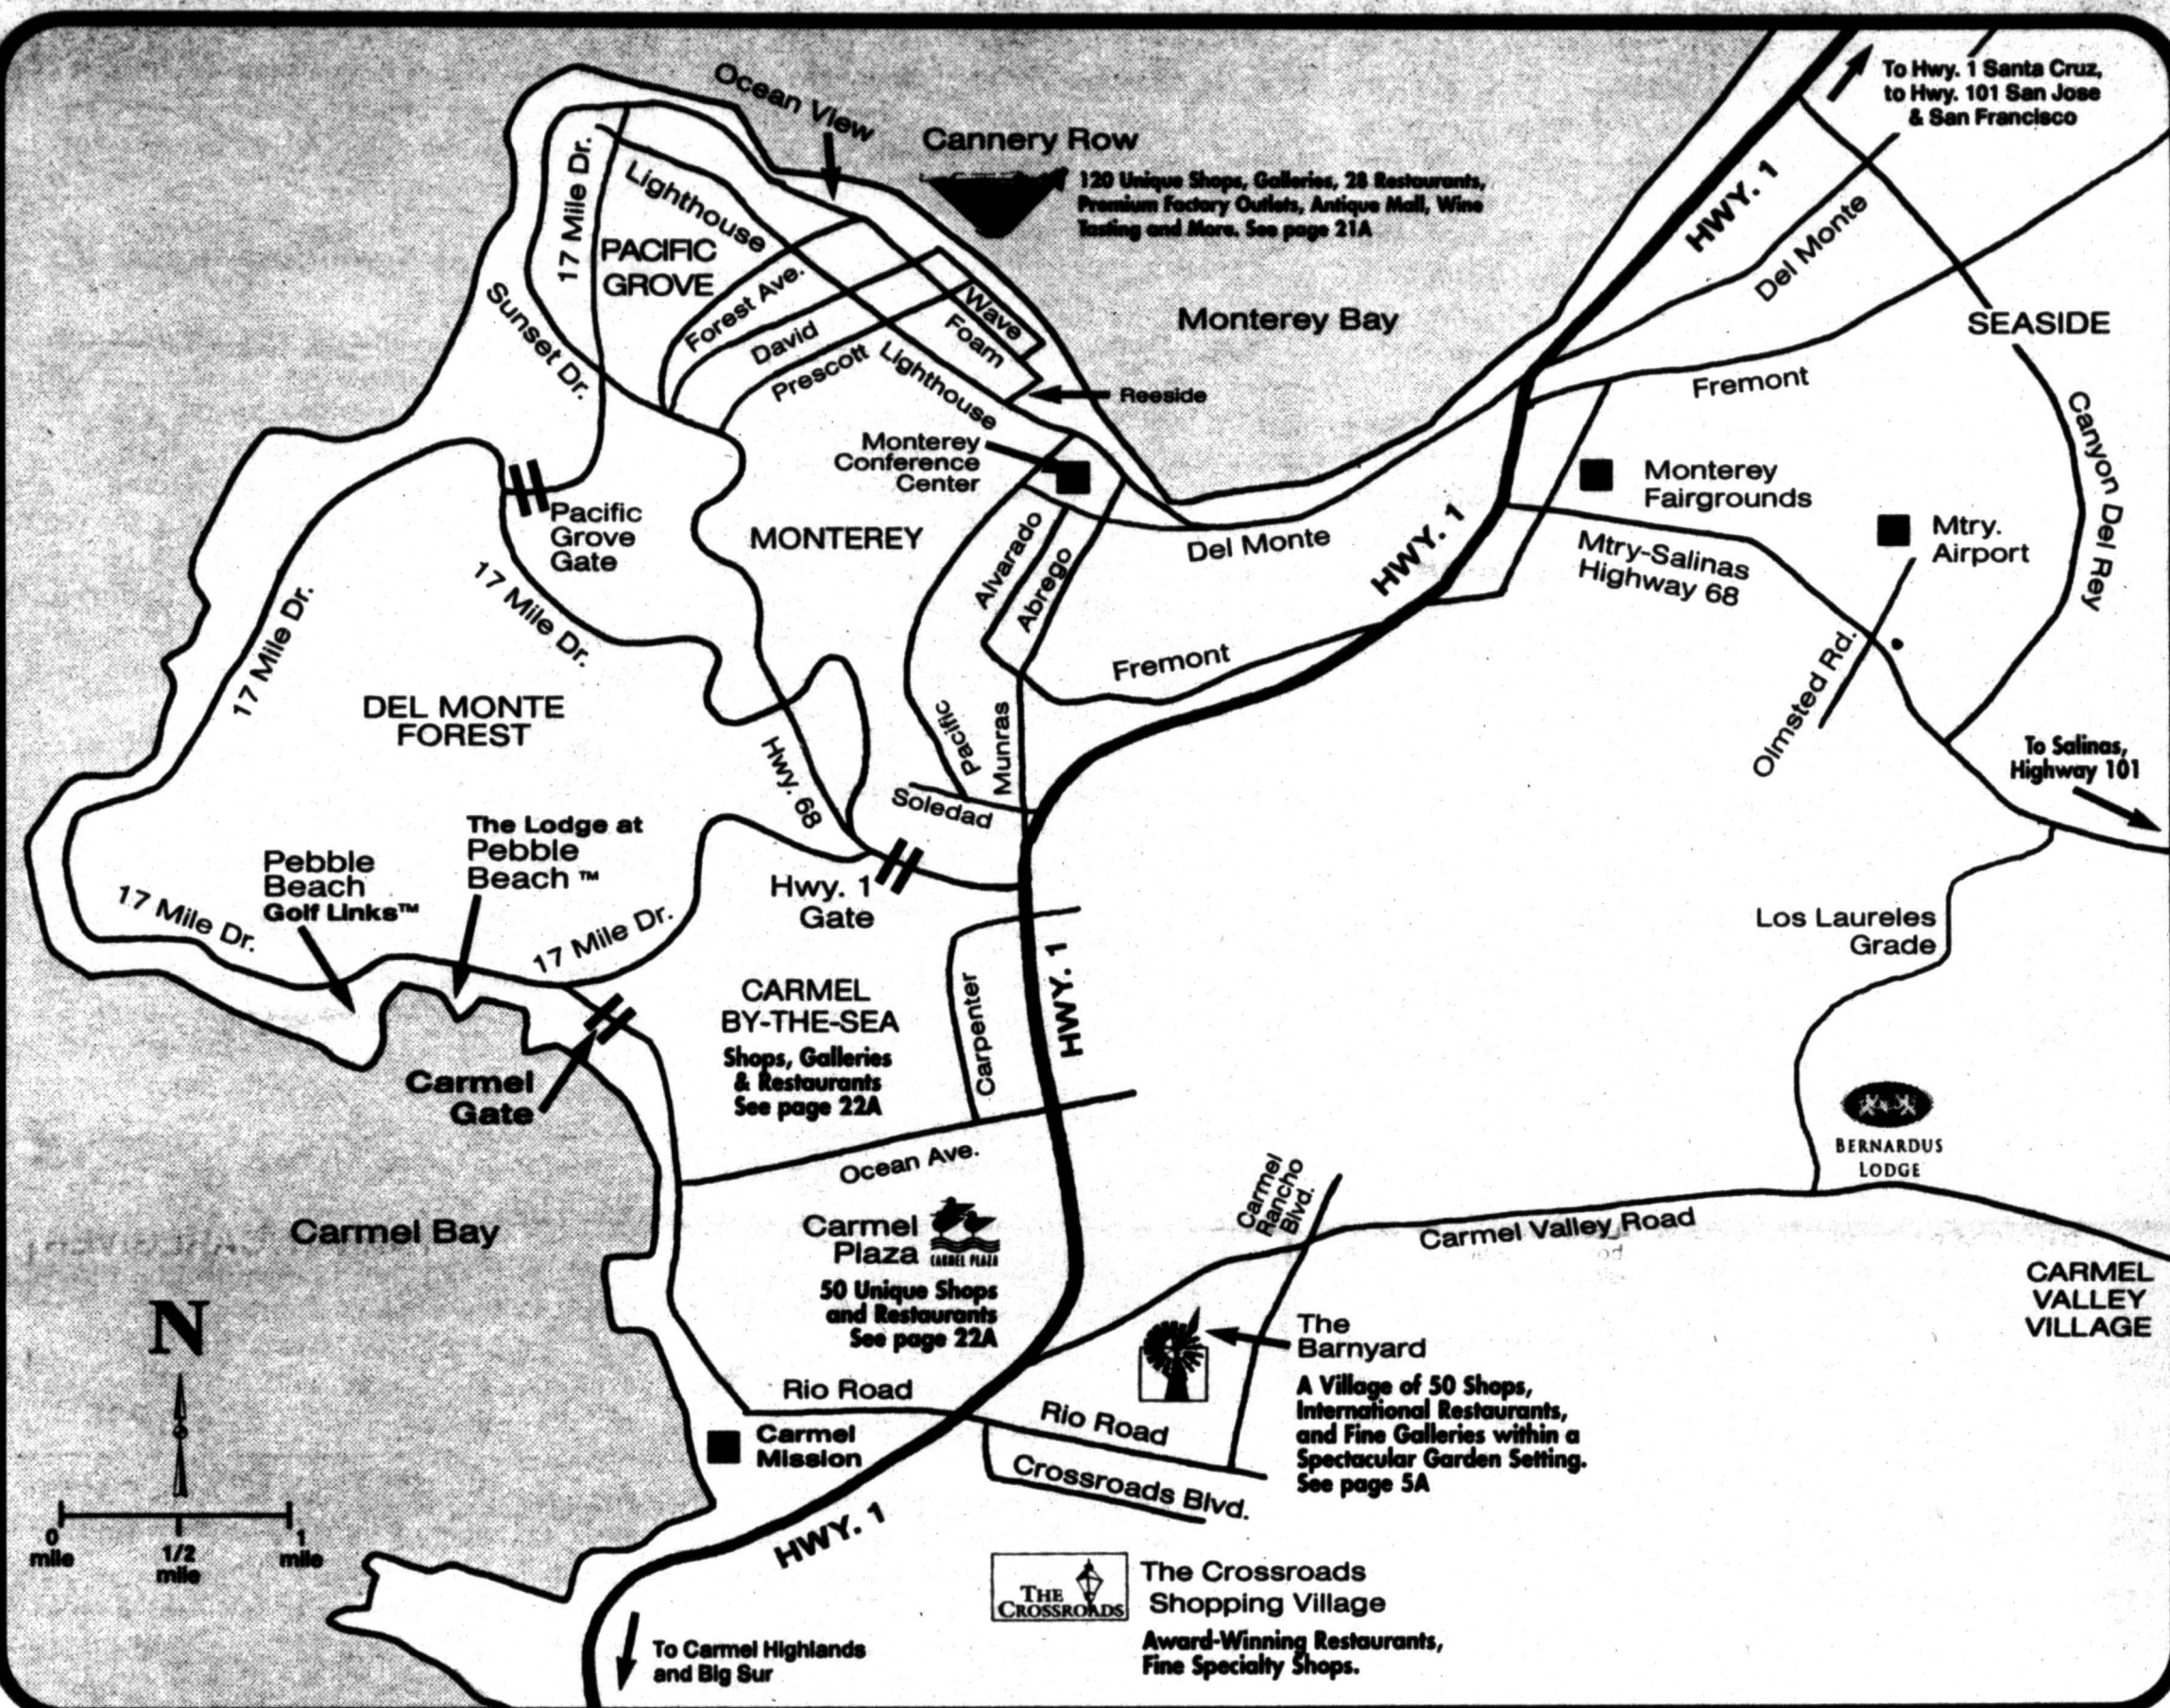 Ocean View
Cannery Row
120 Unique Shops, Galleries, 28 Restaurants,
Premium Factory Outlets, Antique Mall, Wine
Tasting and More. See page 21A
To Hwy. 1 Santa Cruz,
to Hwy. 101 San Jose
& San Francisco
HWY. 1
Del Monte
17 Mile Dr.
Lighthouse
PACIFIC
GROVE
Forest Ave.
David
Prescott
Lighthouse
Wave
Foam
Reeside
Sunset Dr.
Monterey Bay
SEASIDE
Fremont
Canyon Del Rey
Monterey
Conference
Center
Monterey
Fairgrounds
Mtry.
Airport
Pacific
Grove
Gate
MONTEREY
Alvarado
Abrego
Del Monte
HWY. 1
Mtry-Salinas
Highway 68
17 Mile Dr.
17 Mile Dr.
Fremont
Olmsted Rd.
DEL MONTE
FOREST
Hwy. 68
Pacific
Munras
Soledad
To Salinas,
Highway 101
The Lodge at
Pebble
Beach ™
Pebble
Beach
Golf Links™
17 Mile Dr.
17 Mile Dr.
Hwy. 1
Gate
Los Laureles
Grade
CARMEL
BY-THE-SEA
Shops, Galleries
& Restaurants
See page 22A
Carpenter
HWY. 1
Carmel
Gate
BERNARDUS
LODGE
Ocean Ave.
Carmel
Rancho
Blvd.
Carmel Valley Road
Carmel Bay
Carmel
Plaza
CARMEL PLAZA
50 Unique Shops
and Restaurants
See page 22A
CARMEL
VALLEY
VILLAGE
N
The
Barnyard
A Village of 50 Shops,
International Restaurants,
and Fine Galleries within a
Spectacular Garden Setting.
See page 5A
Rio Road
Rio Road
Carmel
Mission
Crossroads Blvd.
HWY. 1
0
mile
1/2
mile
1
mile
THE
CROSSROADS
The Crossroads
Shopping Village
Award-Winning Restaurants,
Fine Specialty Shops.
To Carmel Highlands
and Big Sur